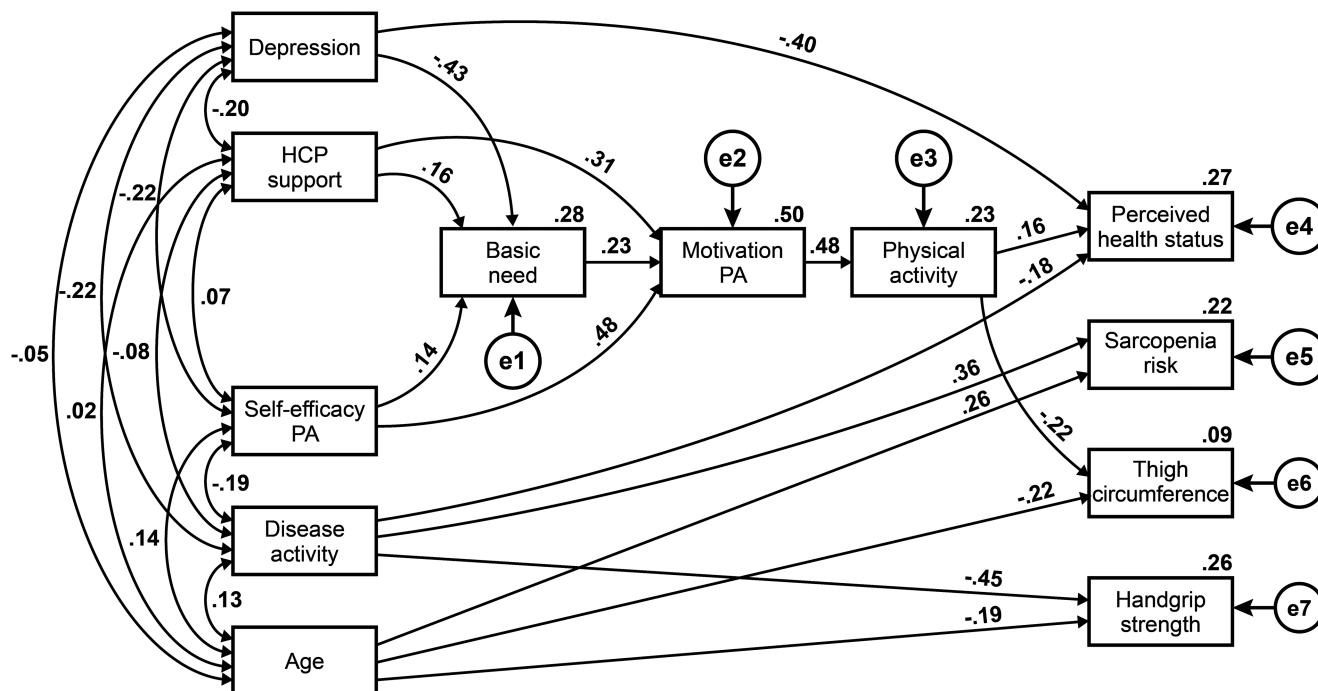 Depression
HCP
support
Self-efficacy
PA
Disease
activity
Age
-.20
-.22
.07
-.22
-.08
-.05
.02
-.19
.14
.13
-.40
-.43
.31
.16
.14
.48
.28
Basic
need
e1
.23
e2
.50
Motivation
PA
.48
e3
.23
Physical
activity
.16
-.18
.36
.26
-.22
-.22
-.45
-.19
.27
Perceived
health status
e4
.22
Sarcopenia
risk
e5
.09
Thigh
circumference
e6
.26
Handgrip
strength
e7